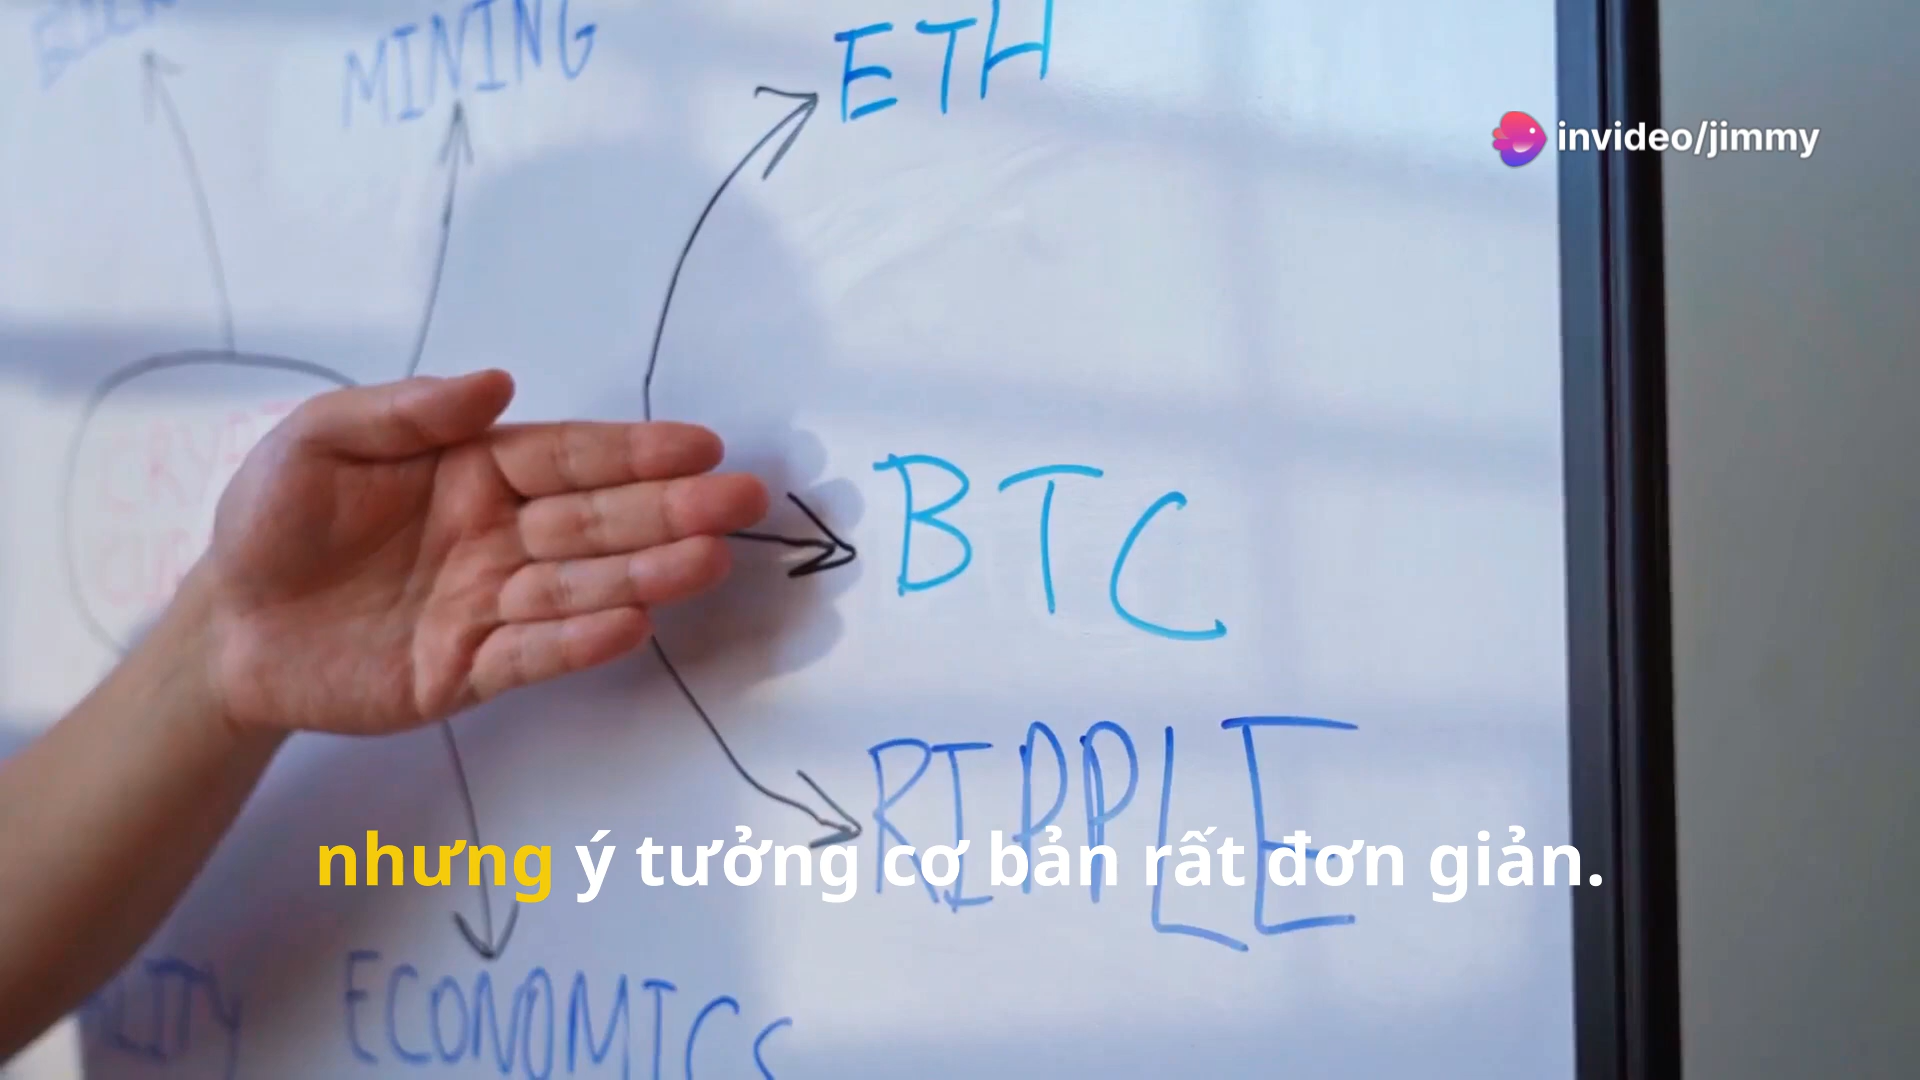 MINING
ETH
invideo/jimmy
BTC
RIPPLE
nhưng ý tưởng cơ bản rất đơn giản.
ECONOMICS